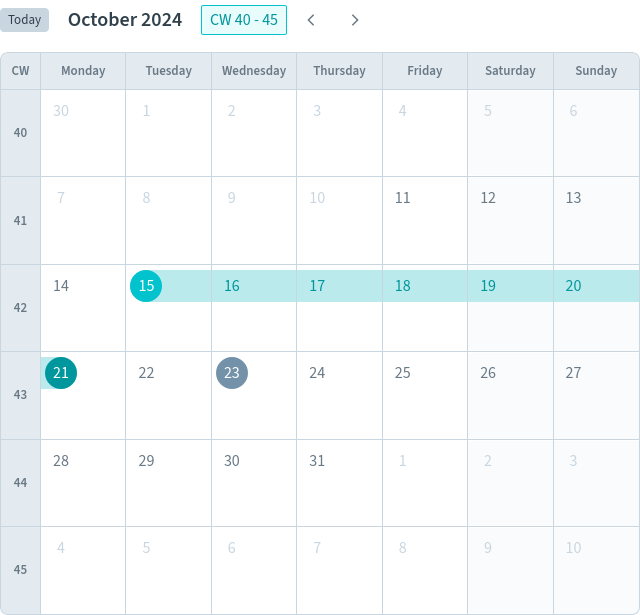 Today October 2024 CW 40 - 45
CW Monday Tuesday Wednesday Thursday Friday Saturday Sunday
40 30 1 2 3 4 5 6
41 7 8 9 10 11 12 13
42 14 15 16 17 18 19 20
43 21 22 23 24 25 26 27
44 28 29 30 31 1 2 3
45 4 5 6 7 8 9 10